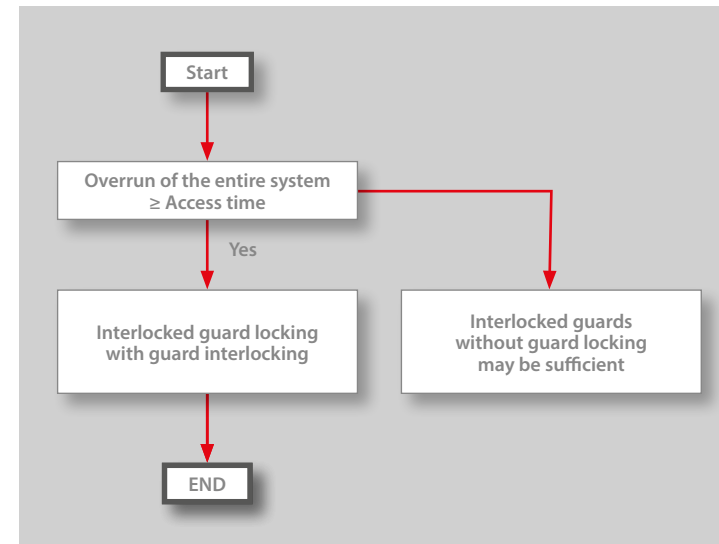 Start
Overrun of the entire system
≥ Access time
Yes
Interlocked guard locking
with guard interlocking
Interlocked guards
without guard locking
may be sufficient
END